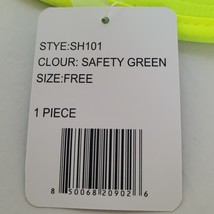 STYE:SH101
CLOUR: SAFETY GREEN
SIZE:FREE
1 PIECE
8 50068 20902 6